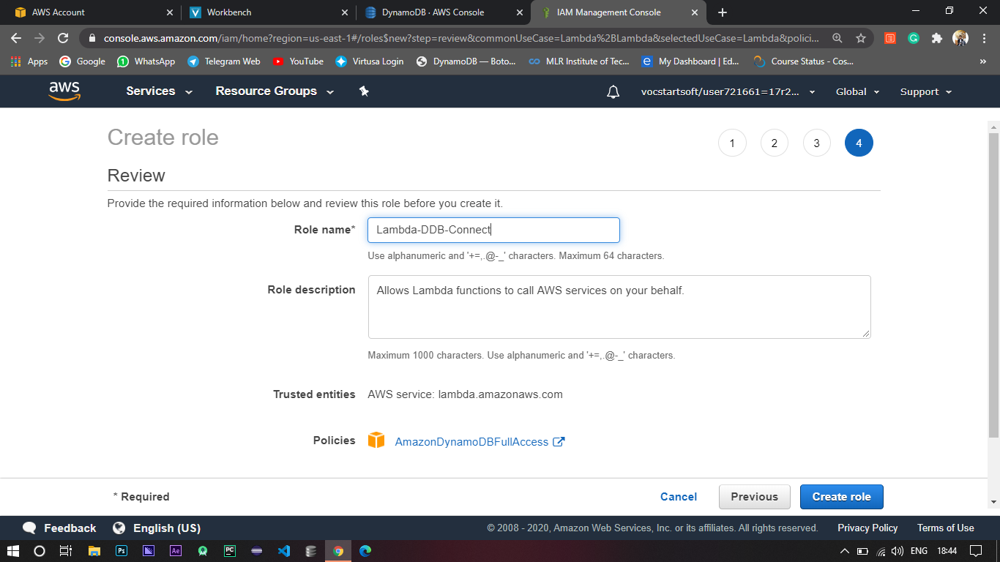 AWS Account
Workbench
DynamoDB · AWS Console
IAM Management Console
console.aws.amazon.com/iam/home?region=us-east-1#/roles$new?step=review&commonUseCase=Lambda%2BLambda&selectedUseCase=Lambda&polici...
Apps
Google
WhatsApp
Telegram Web
YouTube
Virtusa Login
DynamoDB — Boto...
MLR Institute of Tec...
My Dashboard | Ed...
Course Status - Cos...
»
aws
Services
Resource Groups
vocstartsoft/user721661=17r2...
Global
Support
Create role
1
2
3
4
Review
Provide the required information below and review this role before you create it.
Role name*
Lambda-DDB-Connect
Use alphanumeric and '+=,.@-_' characters. Maximum 64 characters.
Role description
Allows Lambda functions to call AWS services on your behalf.
Maximum 1000 characters. Use alphanumeric and '+=,.@-_' characters.
Trusted entities
AWS service: lambda.amazonaws.com
Policies
AmazonDynamoDBFullAccess
* Required
Cancel
Previous
Create role
Feedback
English (US)
© 2008 - 2020, Amazon Web Services, Inc. or its affiliates. All rights reserved.
Privacy Policy
Terms of Use
Ps
Ae
PC
ENG
18:44